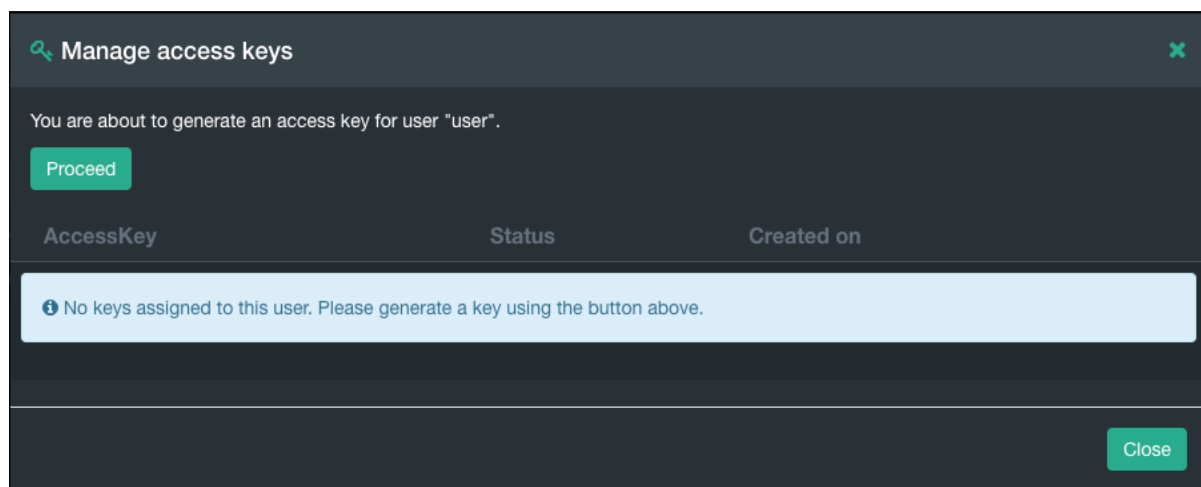 Manage access keys
You are about to generate an access key for user "user".
Proceed
AccessKey Status Created on
No keys assigned to this user. Please generate a key using the button above.
Close